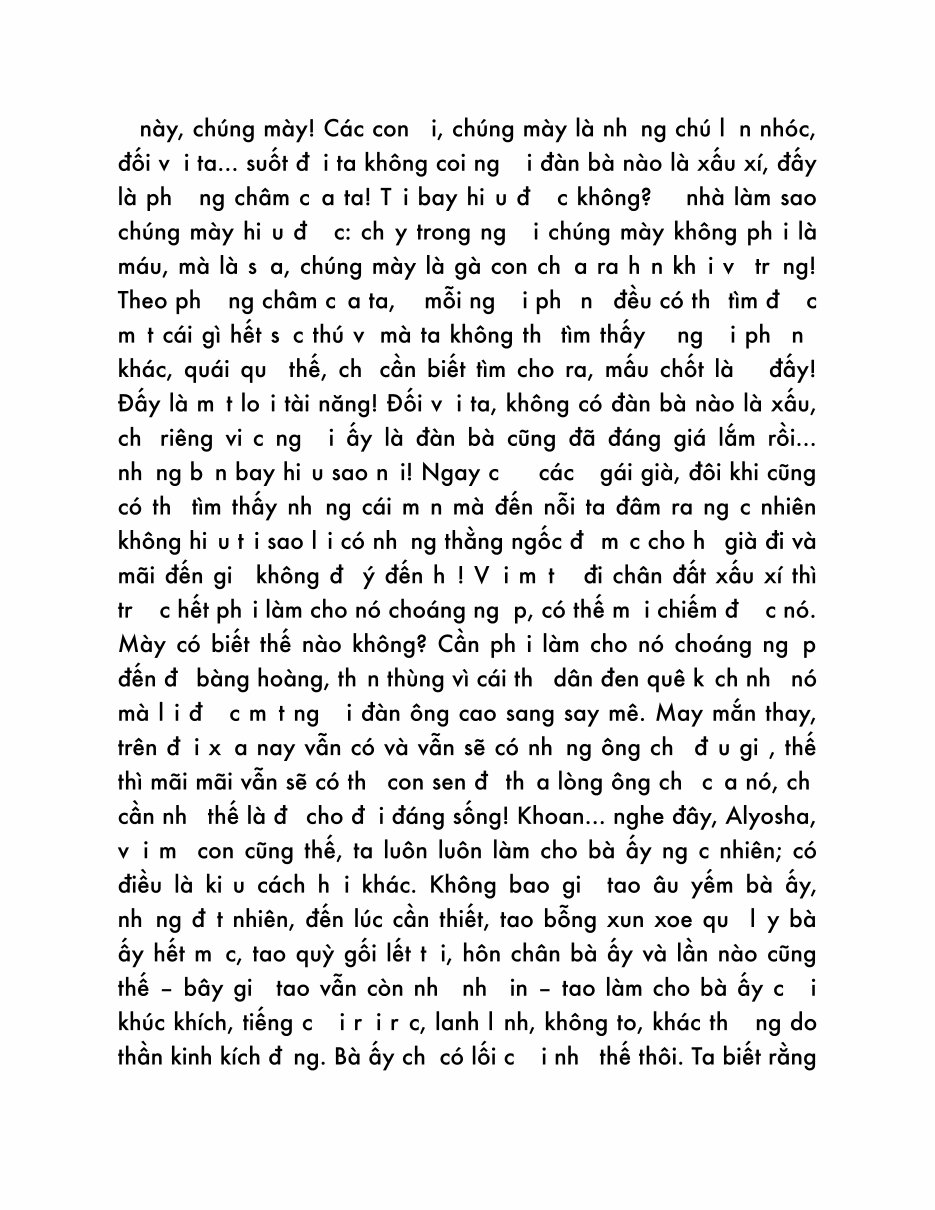 này, chúng mày! Các con i, chúng mày là nh ng chú l n nhóc,
đối v i ta... suốt đ i ta không coi ng i đàn bà nào là xấu xí, đấy
là ph ng châm c a ta! T i bay hi u đ c không? nhà làm sao
chúng mày hi u đ c: ch y trong ng i chúng mày không ph i là
máu, mà là s a, chúng mày là gà con ch a ra h n kh i v tr ng!
Theo ph ng châm c a ta, mỗi ng i ph n đều có th tìm đ c
m t cái gì hết s c thú v mà ta không th tìm thấy ng i ph n
khác, quái qu thế, ch cần biết tìm cho ra, mấu chốt là đấy!
Đấy là m t lo i tài năng! Đối v i ta, không có đàn bà nào là xấu,
ch riêng vi c ng i ấy là đàn bà cũng đã đáng giá lắm rồi...
nh ng b n bay hi u sao n i! Ngay c các gái già, đôi khi cũng
có th tìm thấy nh ng cái m n mà đến nỗi ta đâm ra ng c nhiên
không hi u t i sao l i có nh ng thằng ngốc đ m c cho h già đi và
mãi đến gi không đ ý đến h ! V i m t đi chân đất xấu xí thì
tr c hết ph i làm cho nó choáng ng p, có thế m i chiếm đ c nó.
Mày có biết thế nào không? Cần ph i làm cho nó choáng ng p
đến đ bàng hoàng, th n thùng vì cái th dân đen quê k ch nh nó
mà l i đ c m t ng i đàn ông cao sang say mê. May mắn thay,
trên đ i x a nay vẫn có và vẫn sẽ có nh ng ông ch đ u gi , thế
thì mãi mãi vẫn sẽ có th con sen đ th a lòng ông ch c a nó, ch
cần nh thế là đ cho đ i đáng sống! Khoan... nghe đây, Alyosha,
v i m con cũng thế, ta luôn luôn làm cho bà ấy ng c nhiên; có
điều là ki u cách h i khác. Không bao gi tao âu yếm bà ấy,
nh ng đ t nhiên, đến lúc cần thiết, tao bỗng xun xoe qu l y bà
ấy hết m c, tao quỳ gối lết t i, hôn chân bà ấy và lần nào cũng
thế – bây gi tao vẫn còn nh nh in – tao làm cho bà ấy c i
khúc khích, tiếng c i r i r c, lanh l nh, không to, khác th ng do
thần kinh kích đ ng. Bà ấy ch có lối c i nh thế thôi. Ta biết rằng